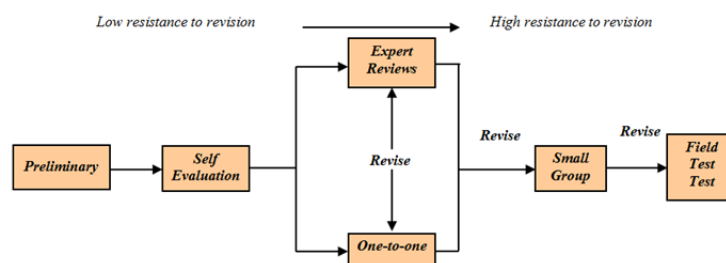 Low resistance to revision
High resistance to revision
Expert
Reviews
Preliminary
Self
Evaluation
Revise
One-to-one
Revise
Small
Group
Revise
Field
Test
Test